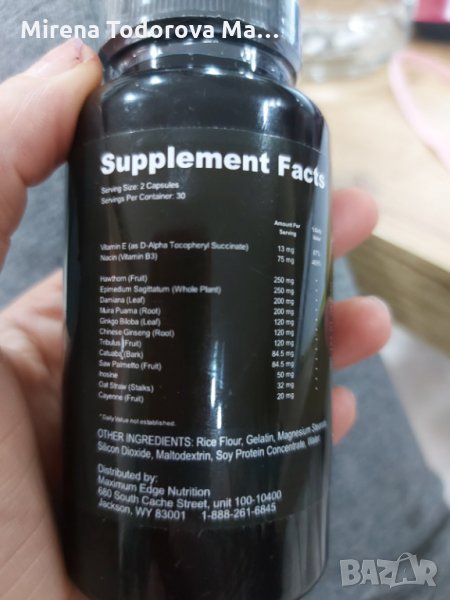 Mirena Todorova Ma...
Supplement Facts
Serving Size: 2 Capsules
Servings Per Container: 30
Amount Per
Serving
Vitamin E (as D-Alpha Tocopheryl Succinate) 13 mg 67%
Niacin (Vitamin B3) 75 mg
Hawthorn (Fruit) 250 mg
Epimedium Sagittatum (Whole Plant) 250 mg
Damiana (Leaf) 200 mg
Muira Puama (Root) 200 mg
Ginkgo Biloba (Leaf) 120 mg
Chinese Ginseng (Root) 120 mg
Tribulus (Fruit) 120 mg
Catuaba (Bark) 84.5 mg
Saw Palmetto (Fruit) 84.5 mg
Inosine 50 mg
Oat Straw (Stalks) 32 mg
Cayenne (Fruit) 20 mg
* Daily Value not established.
OTHER INGREDIENTS: Rice Flour, Gelatin, Magnesium
Silicon Dioxide, Maltodextrin, Soy Protein Concentrate, Water
Distributed by:
Maximum Edge Nutrition
680 South Cache Street, unit 100-10400
Jackson, WY 83001 1-888-261-6845
BAZAR